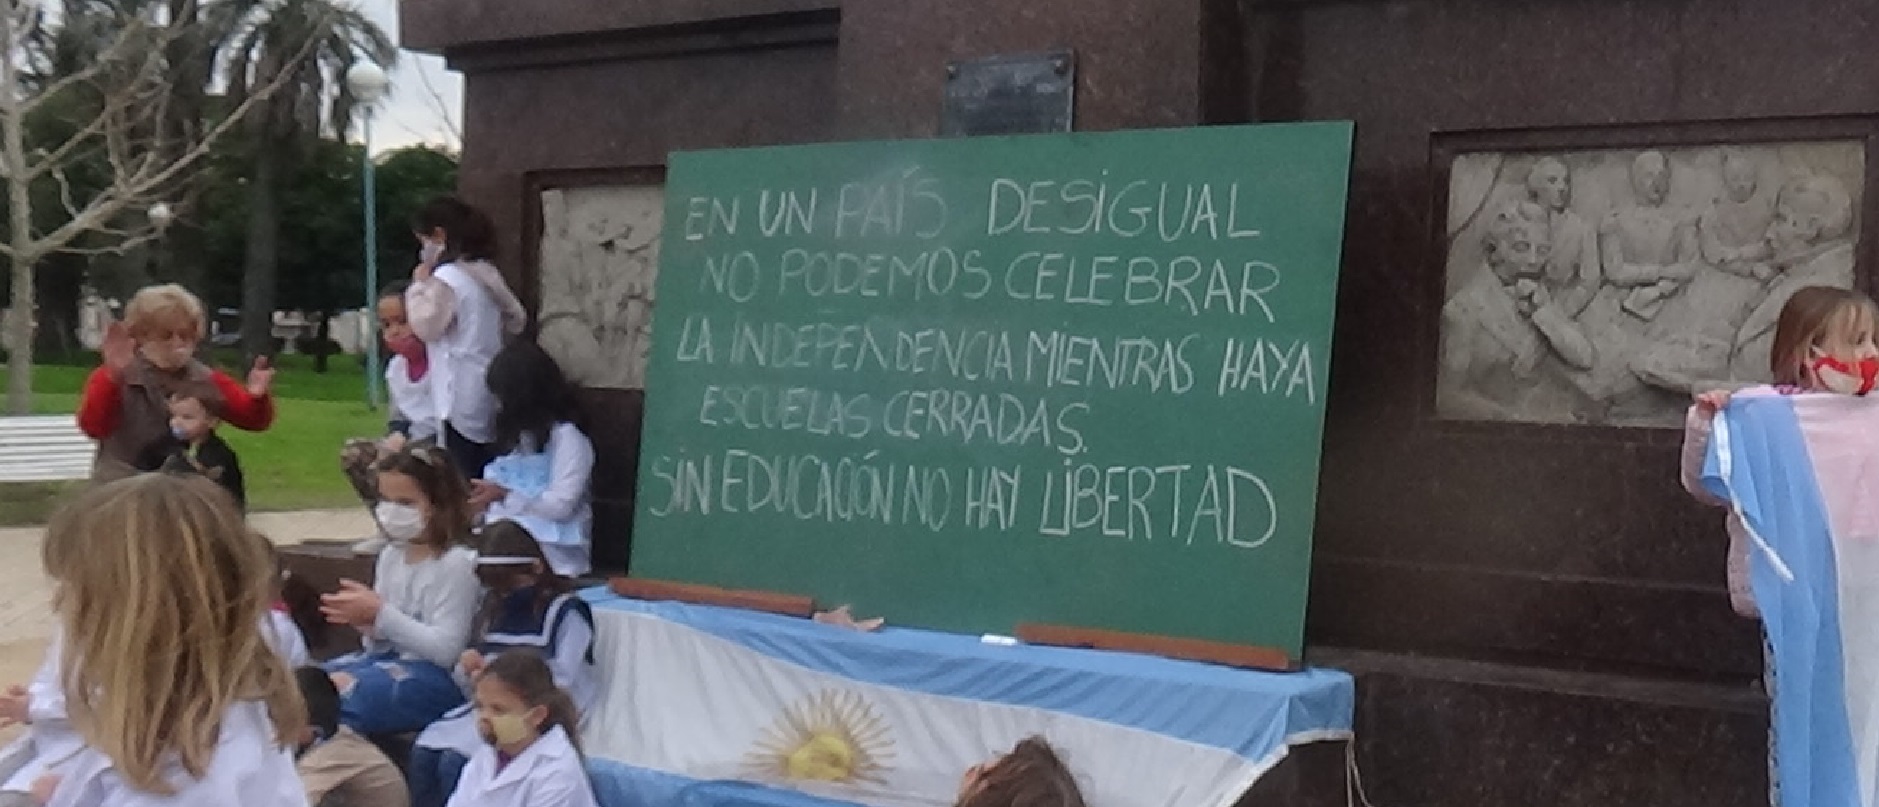 EN UN PAÍS DESIGUAL
NO PODEMOS CELEBRAR
LA INDEPENDENCIA MIENTRAS HAYA
ESCUELAS CERRADAS.
SIN EDUCACIÓN NO HAY LIBERTAD